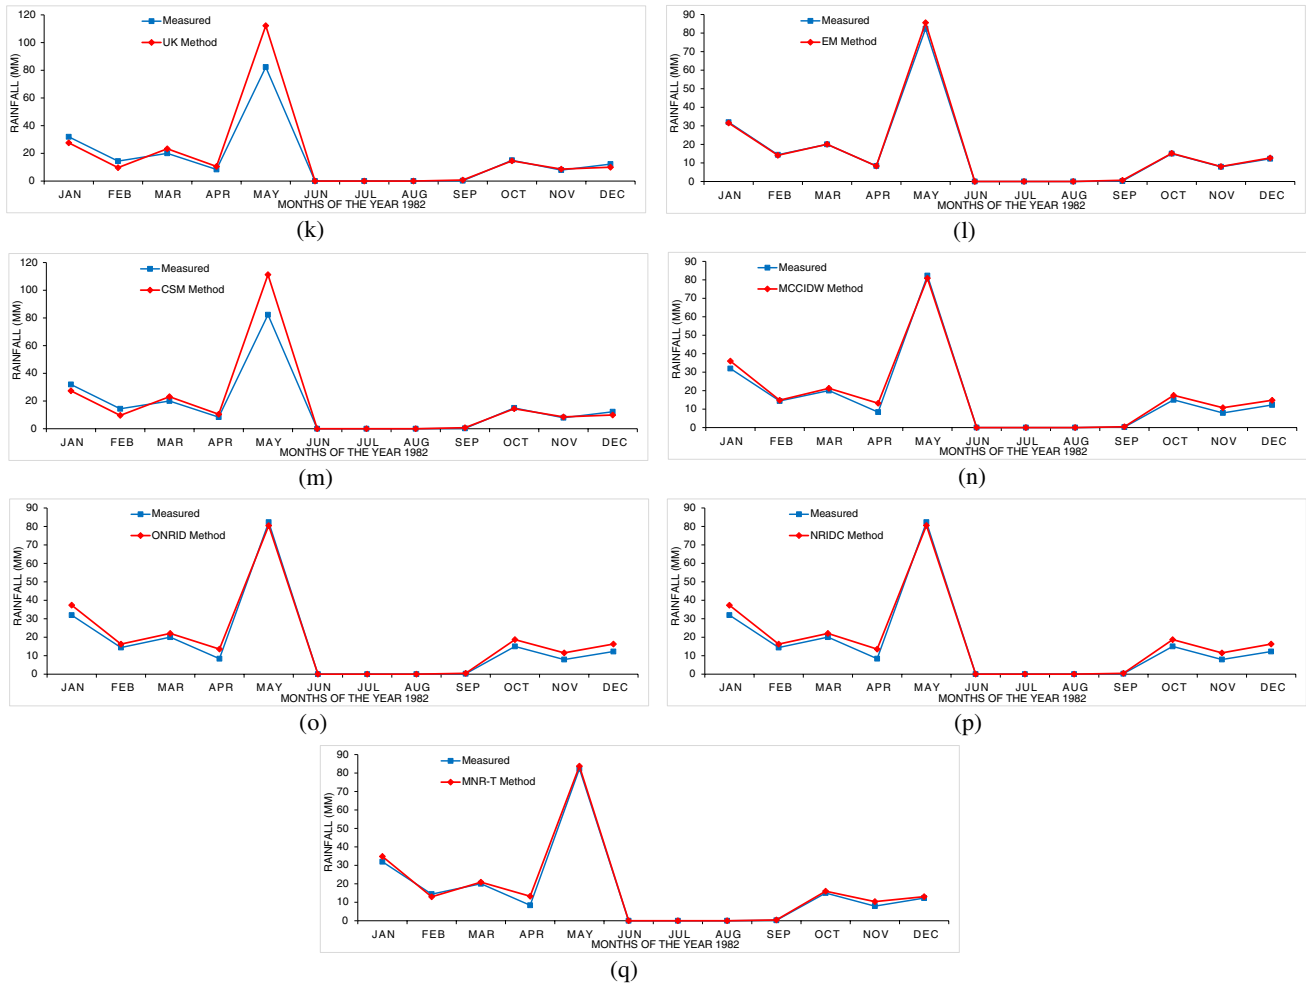 120
100
80
60
40
20
0
RAINFALL (MM)
Measured
UK Method
JAN FEB MAR APR MAY JUN JUL AUG SEP OCT NOV DEC
MONTHS OF THE YEAR 1982
(k)
90
80
70
60
50
40
30
20
10
0
RAINFALL (MM)
Measured
EM Method
JAN FEB MAR APR MAY JUN JUL AUG SEP OCT NOV DEC
MONTHS OF THE YEAR 1982
(l)
120
100
80
60
40
20
0
RAINFALL (MM)
Measured
CSM Method
JAN FEB MAR APR MAY JUN JUL AUG SEP OCT NOV DEC
MONTHS OF THE YEAR 1982
(m)
90
80
70
60
50
40
30
20
10
0
RAINFALL (MM)
Measured
MCCIDW Method
JAN FEB MAR APR MAY JUN JUL AUG SEP OCT NOV DEC
MONTHS OF THE YEAR 1982
(n)
90
80
70
60
50
40
30
20
10
0
RAINFALL (MM)
Measured
ONRID Method
JAN FEB MAR APR MAY JUN JUL AUG SEP OCT NOV DEC
MONTHS OF THE YEAR 1982
(o)
90
80
70
60
50
40
30
20
10
0
RAINFALL (MM)
Measured
NRIDC Method
JAN FEB MAR APR MAY JUN JUL AUG SEP OCT NOV DEC
MONTHS OF THE YEAR 1982
(p)
90
80
70
60
50
40
30
20
10
0
RAINFALL (MM)
Measured
MNR-T Method
JAN FEB MAR APR MAY JUN JUL AUG SEP OCT NOV DEC
MONTHS OF THE YEAR 1982
(q)